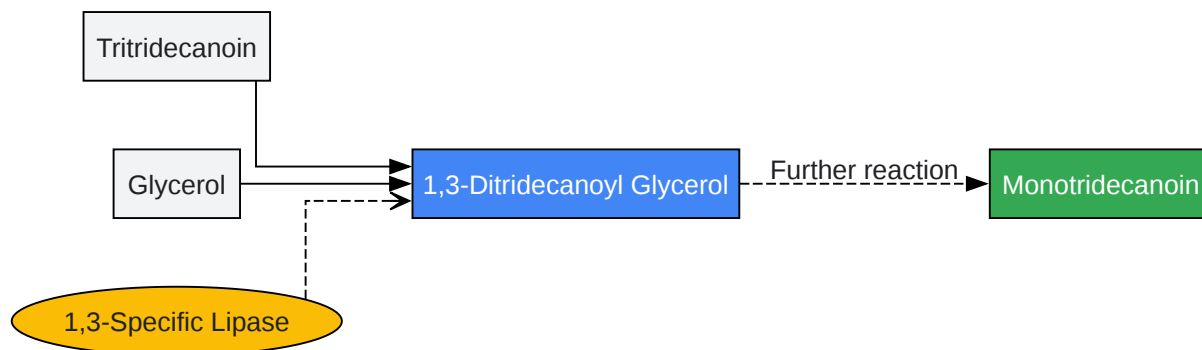 Tritridecanoin
Glycerol
1,3-Ditridecanoyl Glycerol
Further reaction
Monotridecanoin
1,3-Specific Lipase